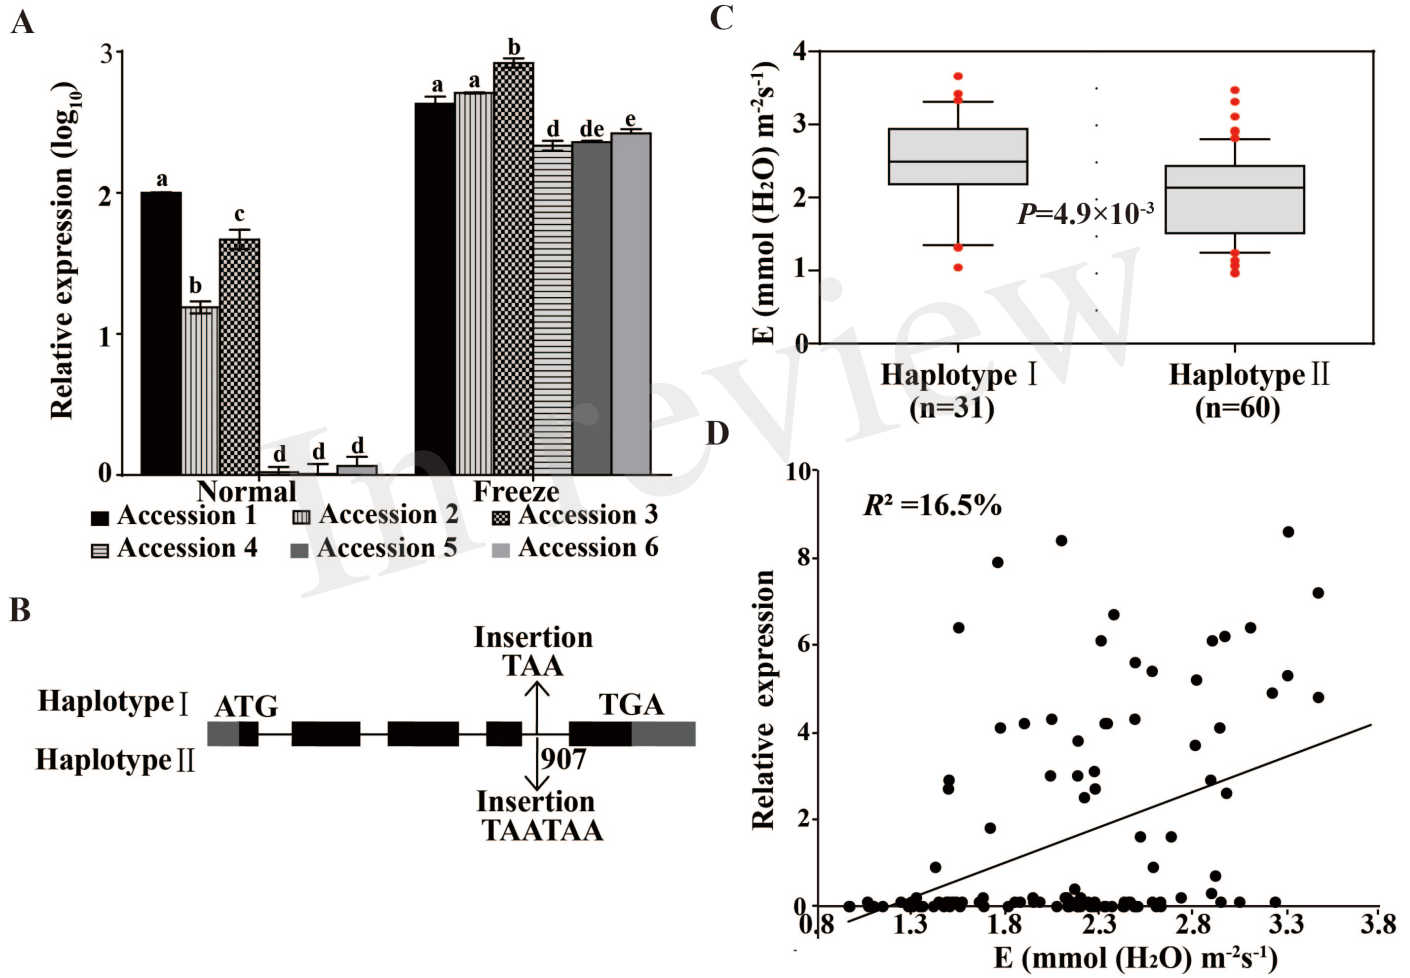 A
Relative expression (log10)
3
2
1
0
a
b
c
d
d
d
a
a
b
d
de
e
Normal
Freeze
Accession 1
Accession 2
Accession 3
Accession 4
Accession 5
Accession 6
B
Insertion
TAA
Haplotype Ⅰ
ATG
TGA
Haplotype Ⅱ
907
Insertion
TAATAA
C
E (mmol (H2O) m-2s-1)
4
3
2
1
0
P=4.9×10-3
Haplotype Ⅰ
(n=31)
Haplotype Ⅱ
(n=60)
D
Relative expression
10
8
6
4
2
0
R² =16.5%
0.8
1.3
1.8
2.3
2.8
3.3
3.8
E (mmol (H2O) m-2s-1)
In review